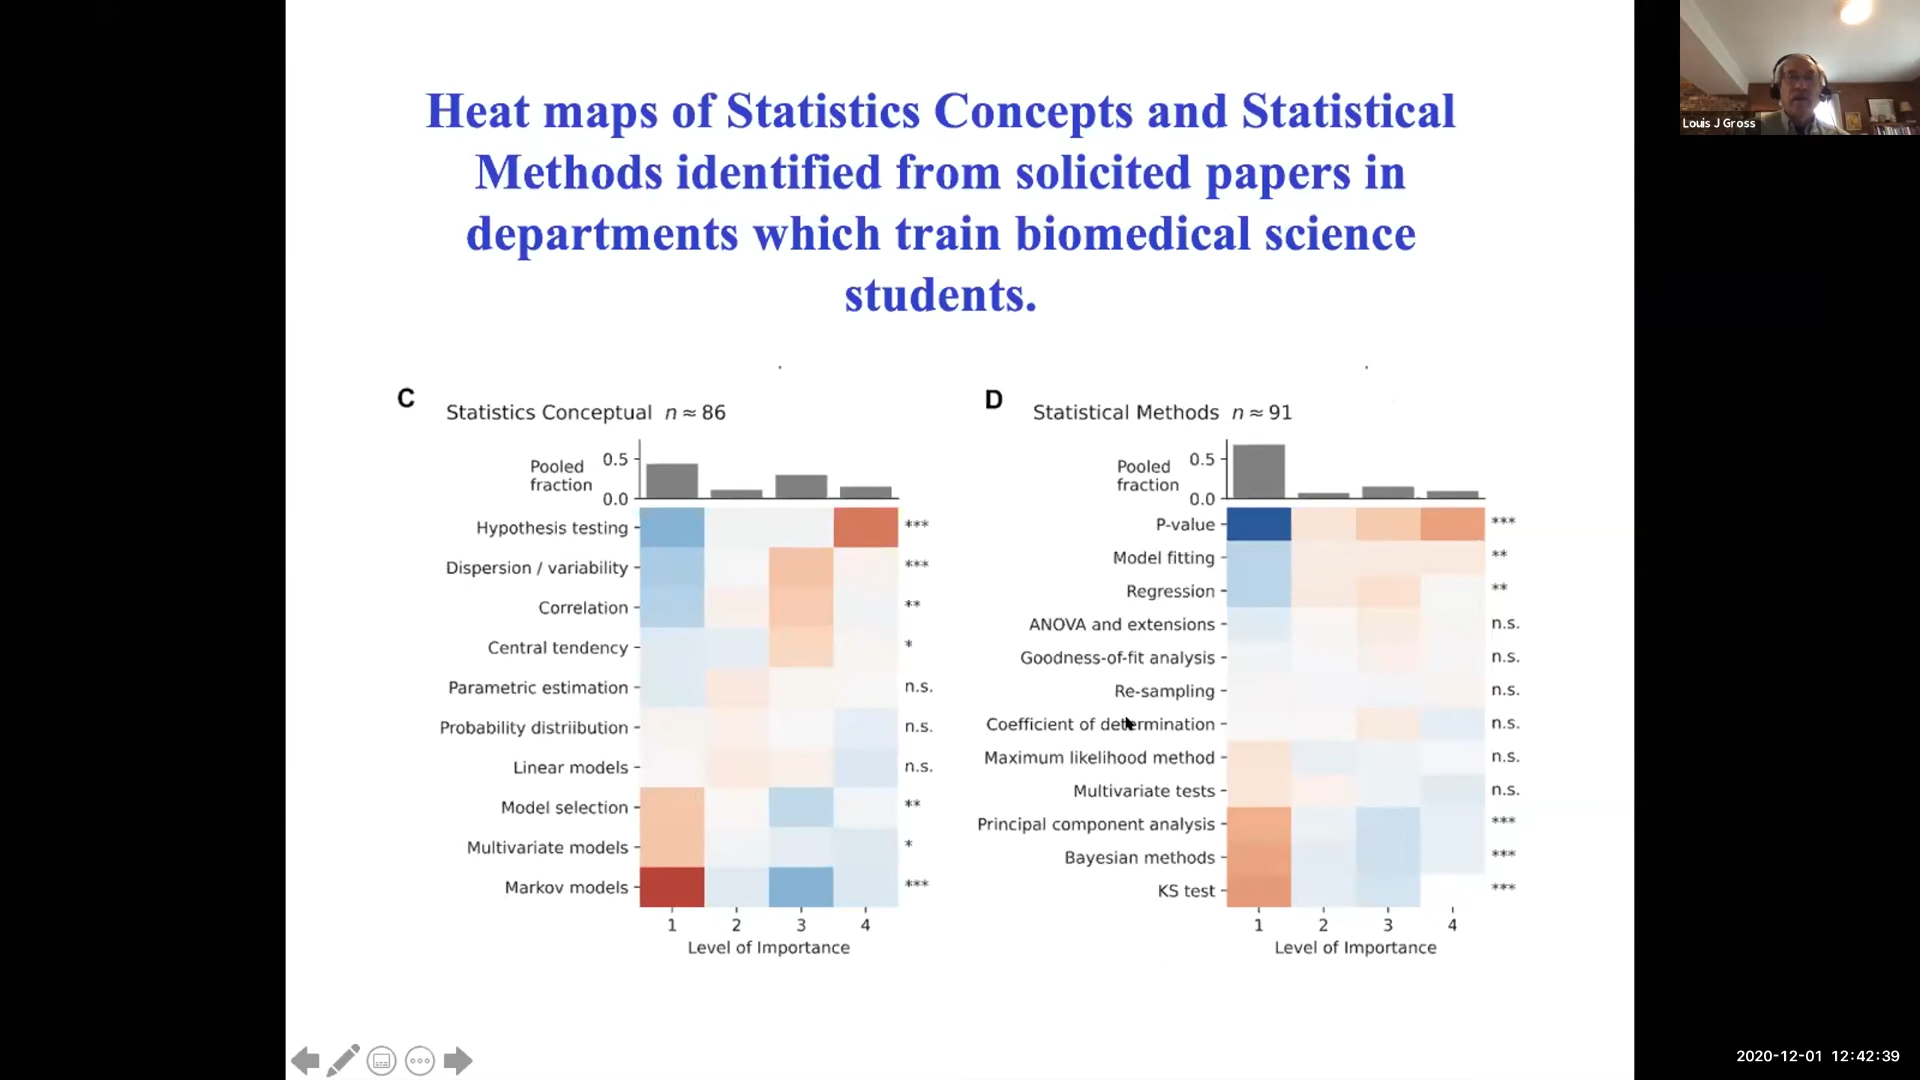 Heat maps of Statistics Concepts and Statistical
Methods identified from solicited papers in
departments which train biomedical science
students.
Louis J Gross
C
Statistics Conceptual n ≈ 86
Pooled
fraction
0.5
0.0
Hypothesis testing ***
Dispersion / variability ***
Correlation **
Central tendency *
Parametric estimation n.s.
Probability distriibution n.s.
Linear models n.s.
Model selection **
Multivariate models *
Markov models ***
1 2 3 4
Level of Importance
D
Statistical Methods n ≈ 91
Pooled
fraction
0.5
0.0
P-value ***
Model fitting **
Regression **
ANOVA and extensions n.s.
Goodness-of-fit analysis n.s.
Re-sampling n.s.
Coefficient of determination n.s.
Maximum likelihood method n.s.
Multivariate tests n.s.
Principal component analysis ***
Bayesian methods ***
KS test ***
1 2 3 4
Level of Importance
2020-12-01 12:42:39